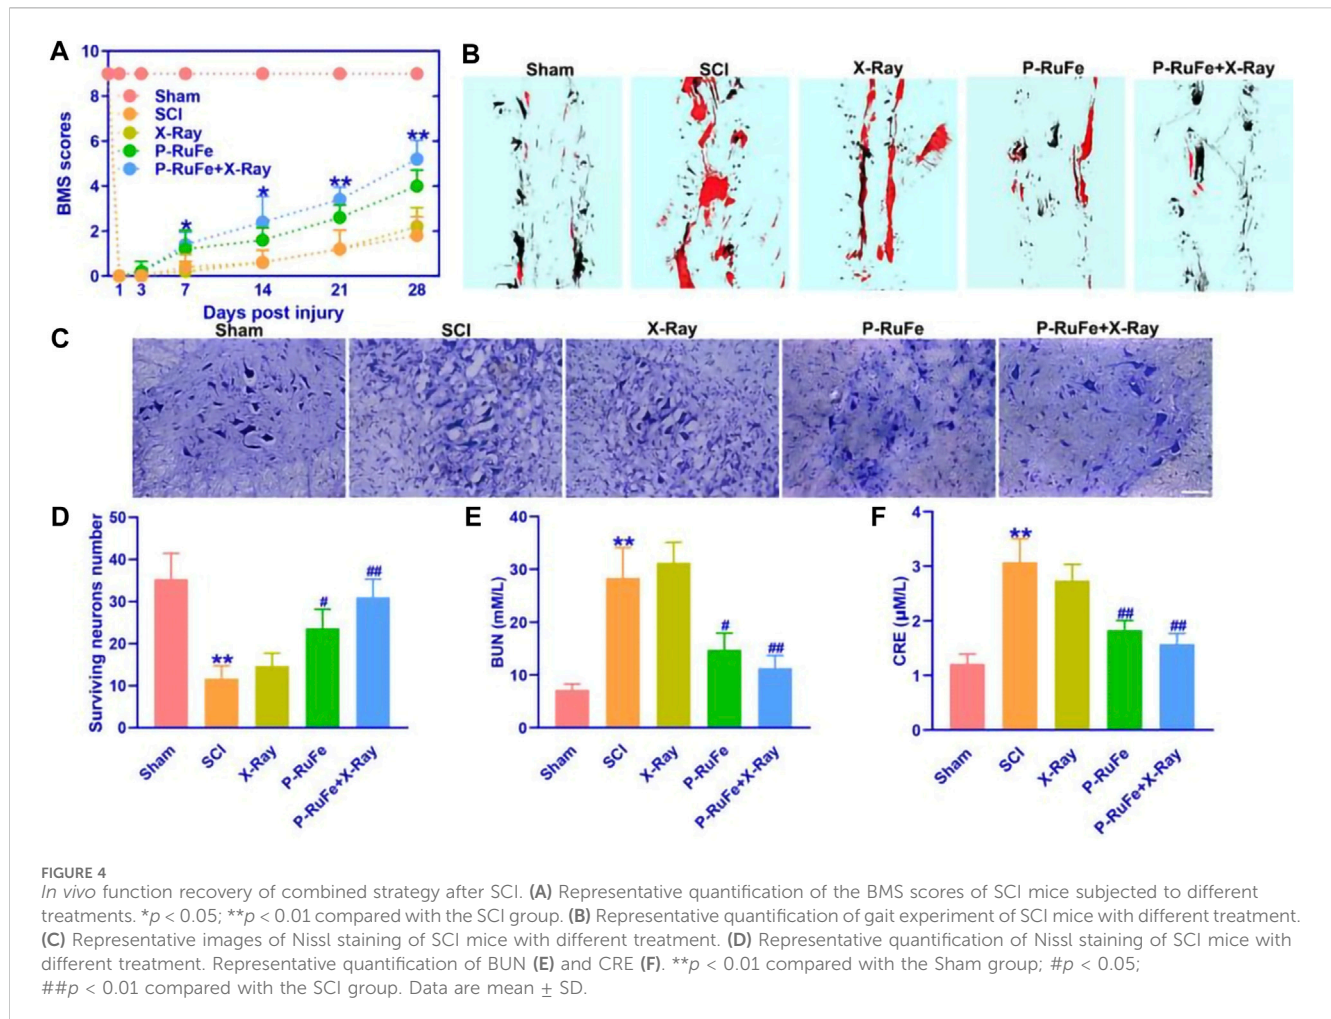 A
10
8
6
4
2
0
BMS scores
Sham
SCI
X-Ray
P-RuFe
P-RuFe+X-Ray
*
*
**
**
1 3 7 14 21 28
Days post injury
B
Sham SCI X-Ray P-RuFe P-RuFe+X-Ray
C
Sham SCI X-Ray P-RuFe P-RuFe+X-Ray
D
50
40
30
20
10
0
Surviving neurons number
**
#
##
Sham SCI X-Ray P-RuFe P-RuFe+X-Ray
E
40
30
20
10
0
BUN (mM/L)
**
#
##
Sham SCI X-Ray P-RuFe P-RuFe+X-Ray
F
4
3
2
1
0
CRE (µM/L)
**
##
##
Sham SCI X-Ray P-RuFe P-RuFe+X-Ray
FIGURE 4
In vivo function recovery of combined strategy after SCI. (A) Representative quantification of the BMS scores of SCI mice subjected to different
treatments. *p < 0.05; **p < 0.01 compared with the SCI group. (B) Representative quantification of gait experiment of SCI mice with different treatment.
(C) Representative images of Nissl staining of SCI mice with different treatment. (D) Representative quantification of Nissl staining of SCI mice with
different treatment. Representative quantification of BUN (E) and CRE (F). **p < 0.01 compared with the Sham group; #p < 0.05;
##p < 0.01 compared with the SCI group. Data are mean ± SD.